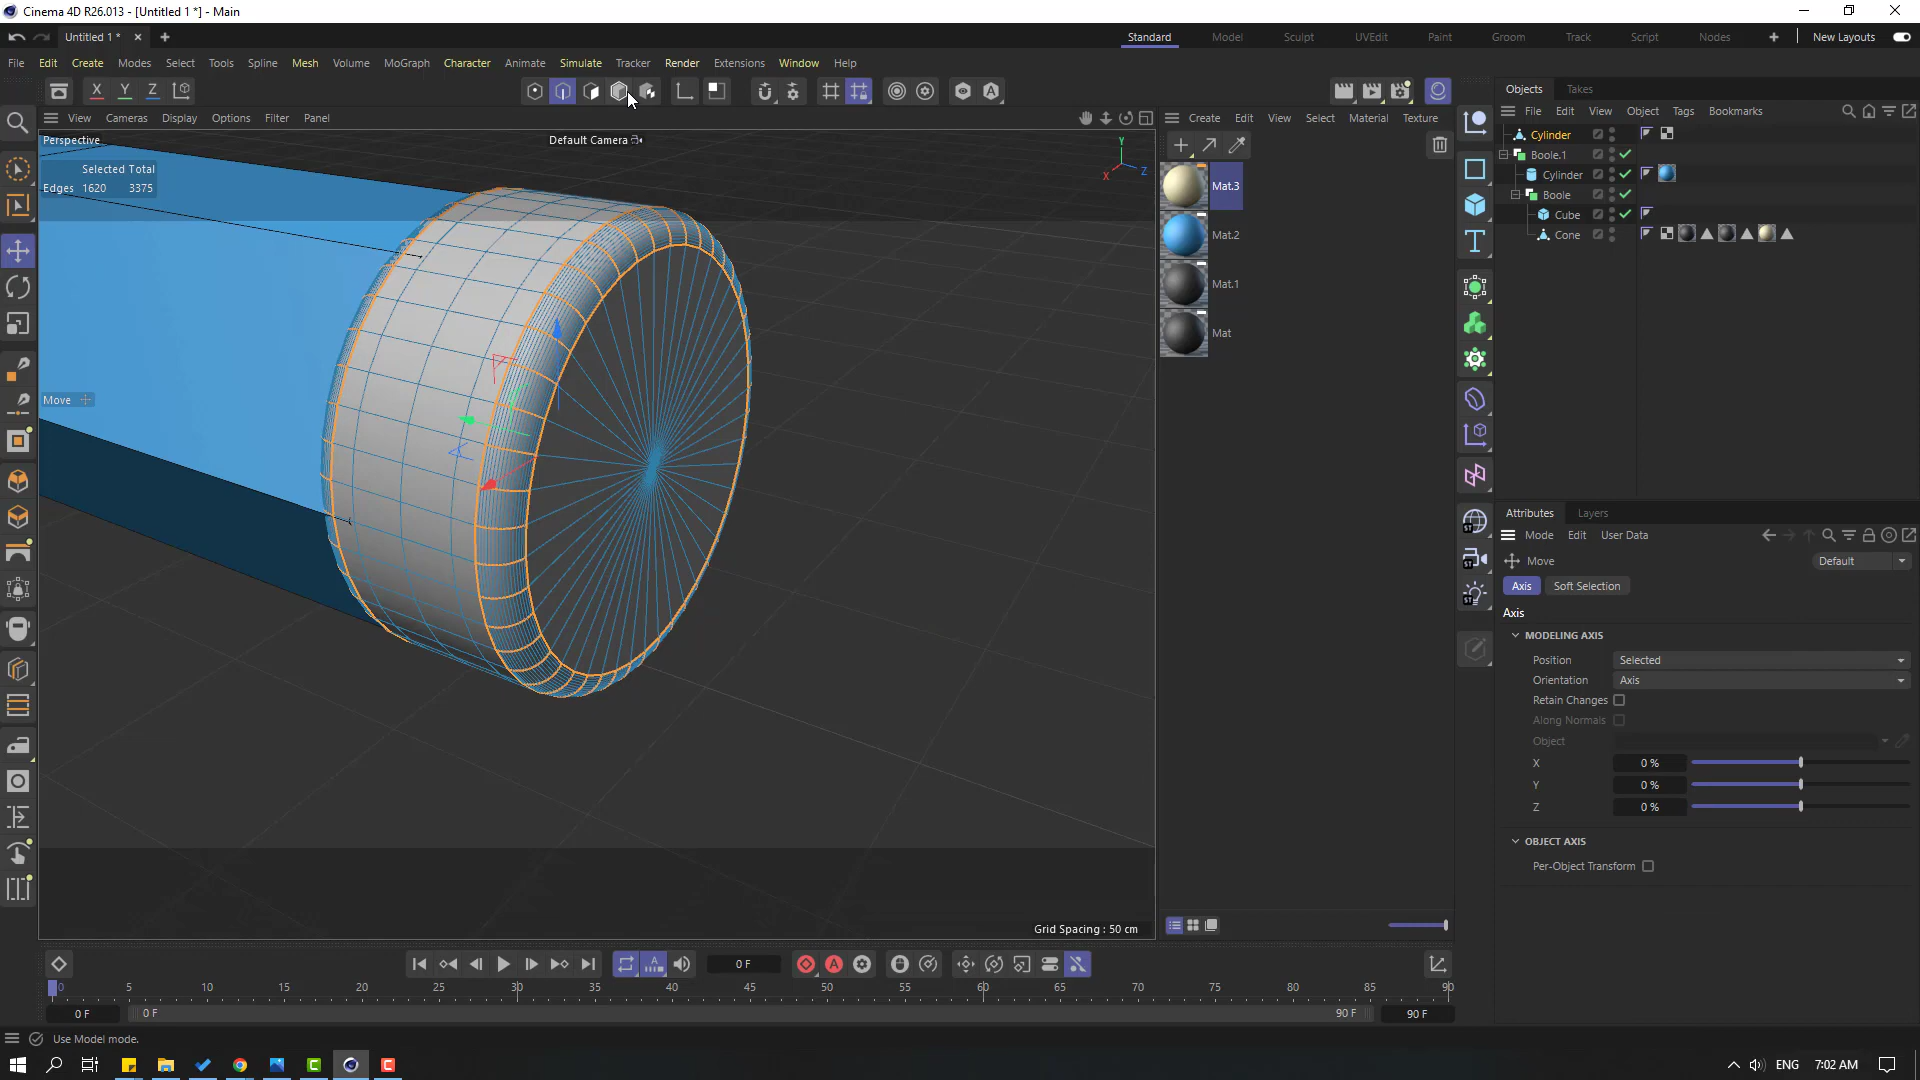 Cinema 4D R26.013 - [Untitled 1 *] - Main
Untitled 1 *
Standard
Model
Sculpt
UVEdit
Paint
Groom
Track
Script
Nodes
New Layouts
File
Edit
Create
Modes
Select
Tools
Spline
Mesh
Volume
MoGraph
Character
Animate
Simulate
Tracker
Render
Extensions
Window
Help
X
Y
Z
Objects
Takes
View
Cameras
Display
Options
Filter
Panel
Create
Edit
View
Select
Material
Texture
File
Edit
View
Object
Tags
Bookmarks
Perspective
Default Camera
Y
X
Z
Selected Total
Edges 1620 3375
Move
Mat.3
Mat.2
Mat.1
Mat
Cylinder
Boole.1
Cylinder
Boole
Cube
Cone
Grid Spacing : 50 cm
Attributes
Layers
Mode
Edit
User Data
Move
Default
Axis
Soft Selection
Axis
MODELING AXIS
Position
Selected
Orientation
Axis
Retain Changes
Along Normals
Object
X
0 %
Y
0 %
Z
0 %
OBJECT AXIS
Per-Object Transform
0 F
0
5
10
15
20
25
30
35
40
45
50
55
60
65
70
75
80
85
90
0 F
0 F
90 F
90 F
Use Model mode.
ENG
7:02 AM